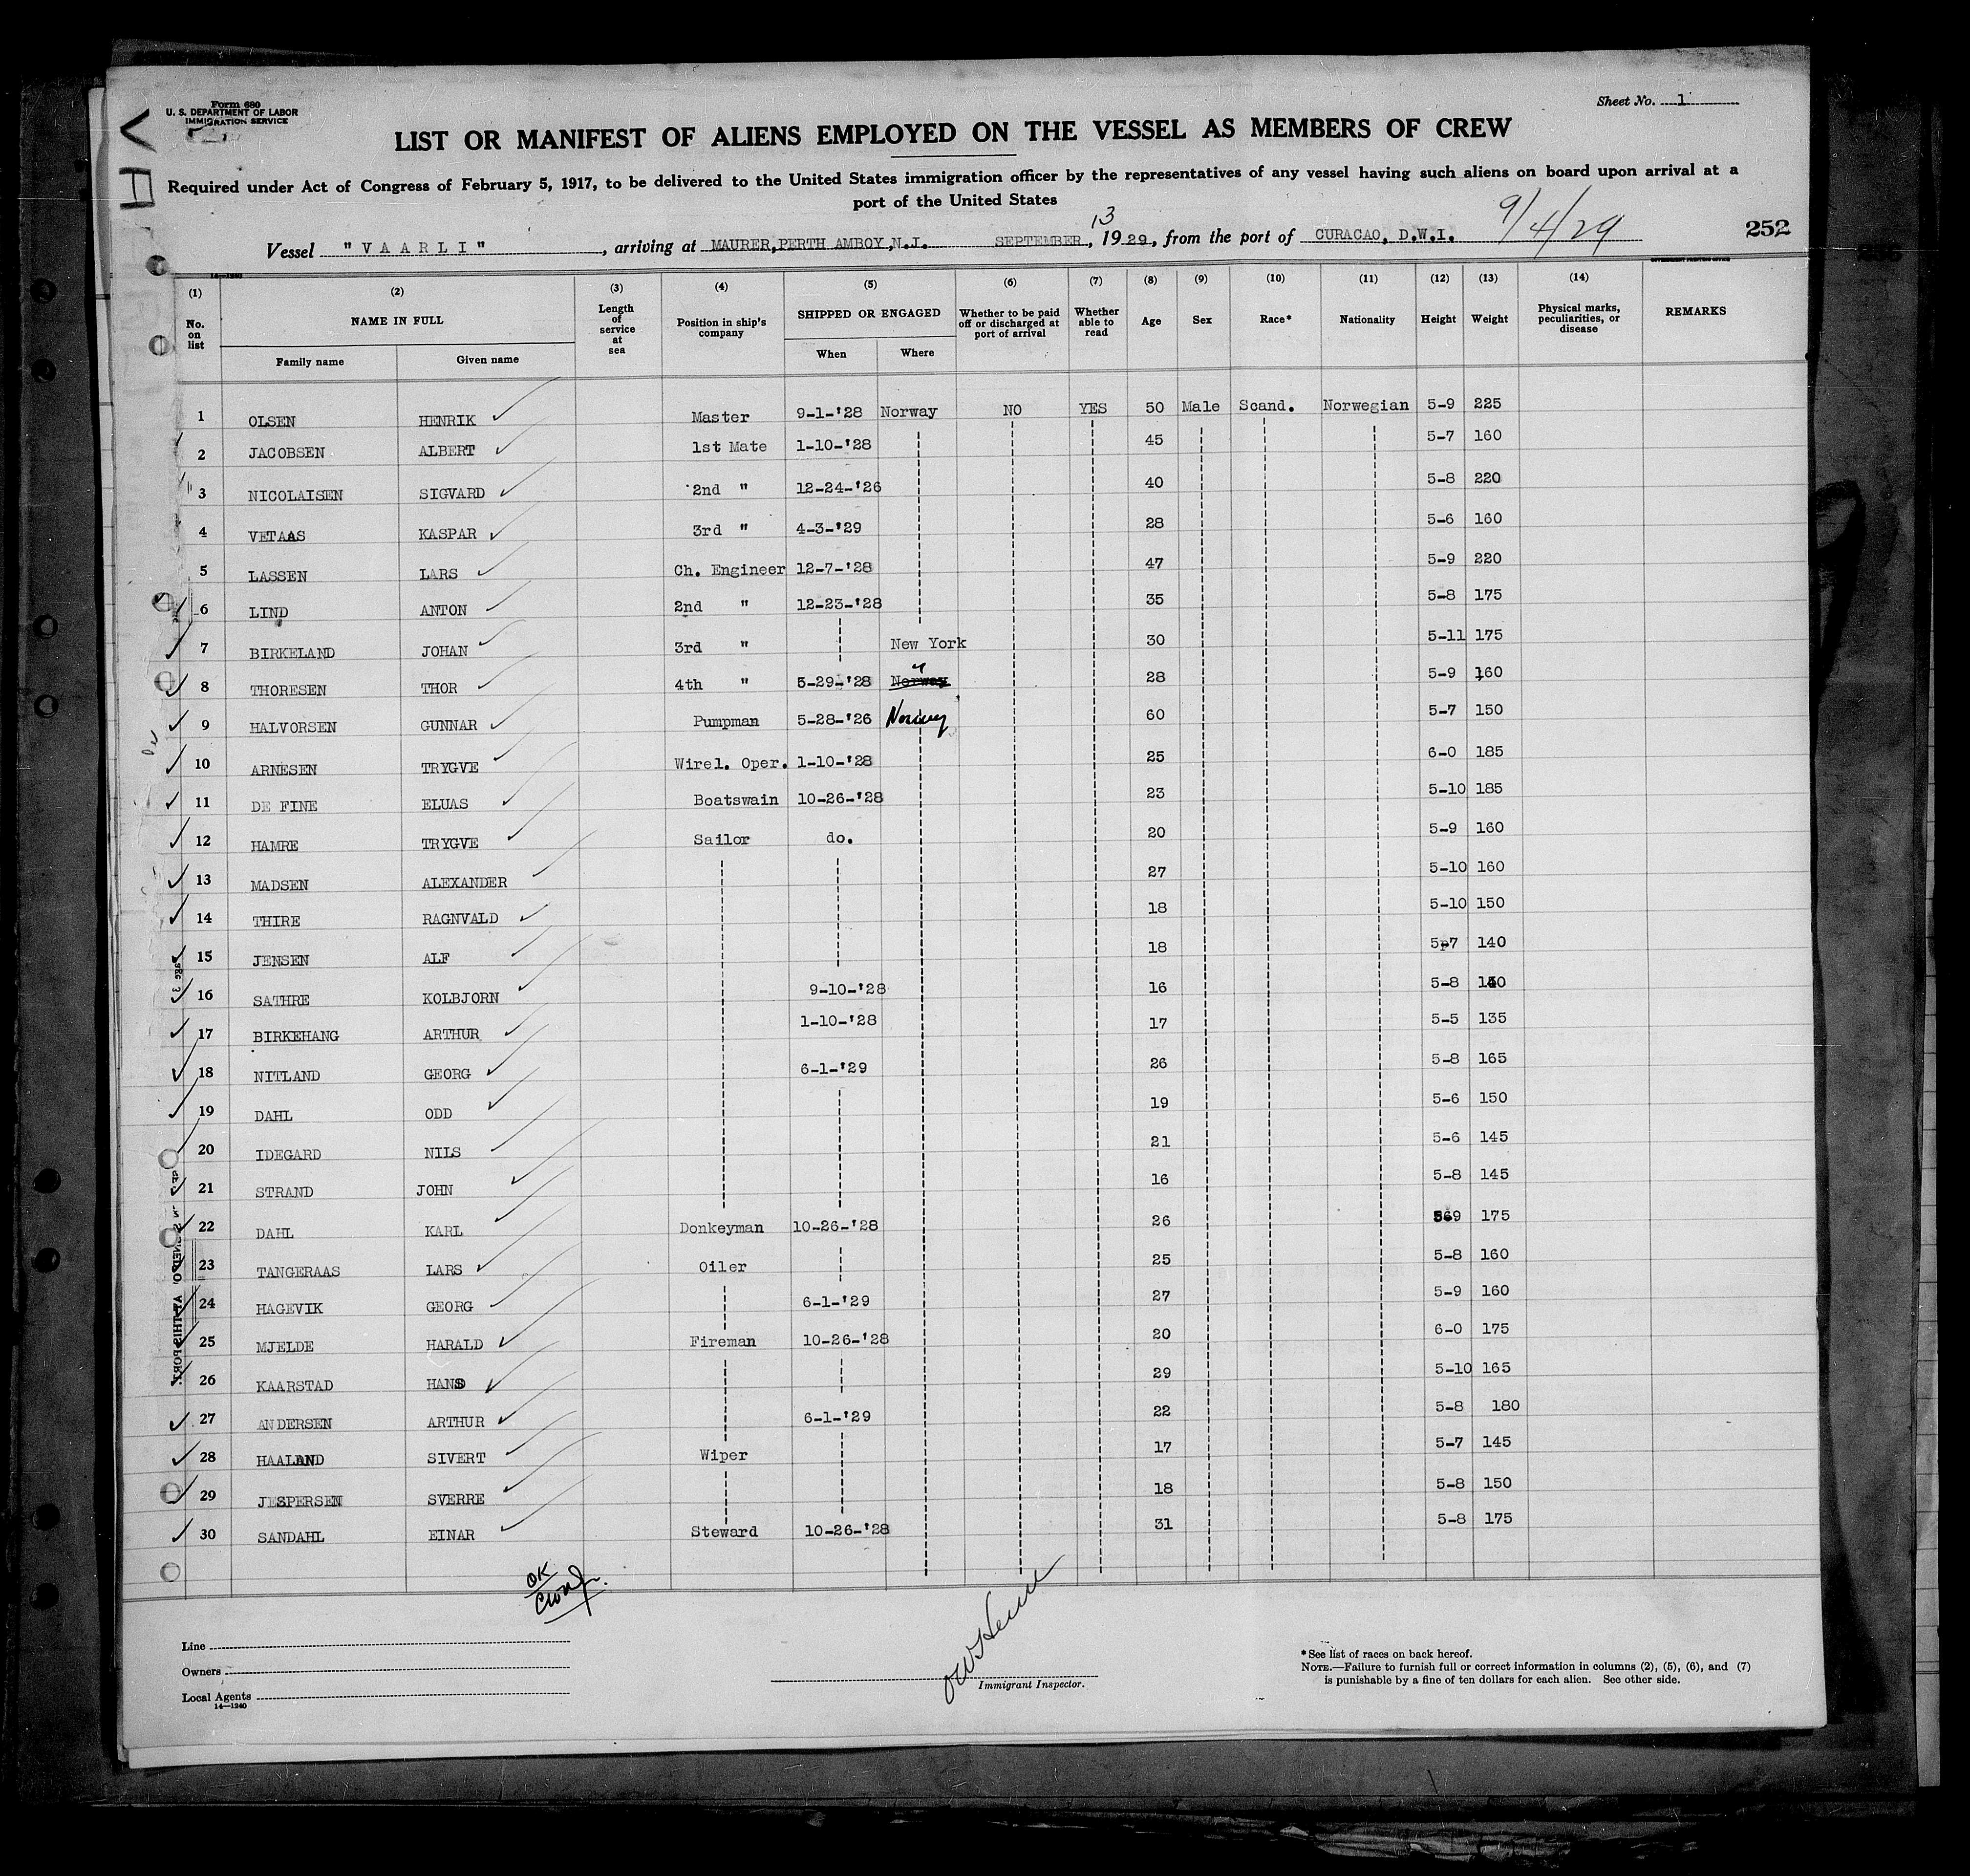 Form 680
U. S. DEPARTMENT OF LABOR
IMMIGRATION SERVICE
Sheet No. 1
LIST OR MANIFEST OF ALIENS EMPLOYED ON THE VESSEL AS MEMBERS OF CREW
Required under Act of Congress of February 5, 1917, to be delivered to the United States immigration officer by the representatives of any vessel having such aliens on board upon arrival at a
port of the United States
Vessel "VAARLI", arriving at MAURER, PERTH AMBOY, N.J. SEPTEMBER 13, 1929, from the port of CURACAO, D.W.I. 9/4/29 252
(1) (2) (3) (4) (5) (6) (7) (8) (9) (10) (11) (12) (13) (14)
No. on list NAME IN FULL Length of service at sea Position in ship's company SHIPPED OR ENGAGED Whether to be paid off or discharged at port of arrival Whether able to read Age Sex Race* Nationality Height Weight Physical marks, peculiarities, or disease REMARKS
Family name Given name When Where
1 OLSEN HENRIK Master 9-1-'28 Norway NO YES 50 Male Scand. Norwegian 5-9 225
2 JACOBSEN ALBERT 1st Mate 1-10-'28 45 5-7 160
3 NICOLAISEN SIGVARD 2nd " 12-24-'26 40 5-8 220
4 VETAAS KASPAR 3rd " 4-3-'29 28 5-6 160
5 LASSEN LARS Ch. Engineer 12-7-'28 47 5-9 220
6 LIND ANTON 2nd " 12-23-'28 35 5-8 175
7 BIRKELAND JOHAN 3rd " New York 30 5-11 175
8 THORESEN THOR 4th " 5-29-'28 " Norway 28 5-9 160
9 HALVORSEN GUNNAR Pumpman 5-28-'26 Norway 60 5-7 150
10 ARNESEN TRYGVE Wirel. Oper. 1-10-'28 25 6-0 185
11 DE FINE ELUAS Boatswain 10-26-'28 23 5-10 185
12 HAMRE TRYGVE Sailor do. 20 5-9 160
13 MADSEN ALEXANDER 27 5-10 160
14 THIRE RAGNVALD 18 5-10 150
15 JENSEN ALF 18 5-7 140
16 SATHRE KOLBJORN 9-10-'28 16 5-8
17 BIRKEHANG ARTHUR 1-10-'28 17 5-5 135
18 NITLAND GEORG 6-1-'29 26 5-8 165
19 DAHL ODD 19 5-6 150
20 IDEGARD NILS 21 5-6 145
21 STRAND JOHN 16 5-8 145
22 DAHL KARL Donkeyman 10-26-'28 26 175
23 TANGERAAS LARS Oiler 25 5-8 160
24 HAGEVIK GEORG 6-1-'29 27 5-9 160
25 MJELDE HARALD Fireman 10-26-'28 20 6-0 175
26 KAARSTAD HANS 29 5-10 165
27 ANDERSEN ARTHUR 6-1-'29 22 5-8 180
28 HAALAND SIVERT Wiper 17 5-7 145
29 JESPERSEN SVERRE 18 5-8 150
30 SANDAHL EINAR Steward 10-26-'28 31 5-8 175
OK
Line
Owners
Local Agents
14—1240
Immigrant Inspector.
* See list of races on back hereof.
NOTE.—Failure to furnish full or correct information in columns (2), (5), (6), and (7)
is punishable by a fine of ten dollars for each alien. See other side.